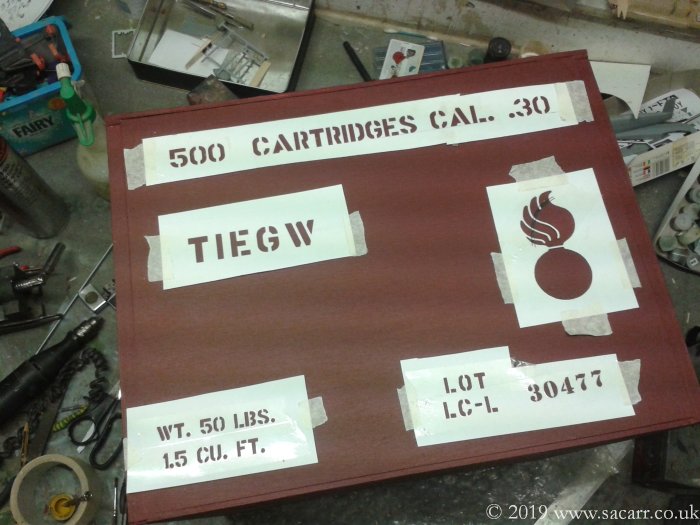 500 CARTRIDGES CAL. .30
TIEGW
WT. 50 LBS.
1.5 CU. FT.
LOT
LC-L 30477
FAIRY
© 2019 www.sacarr.co.uk